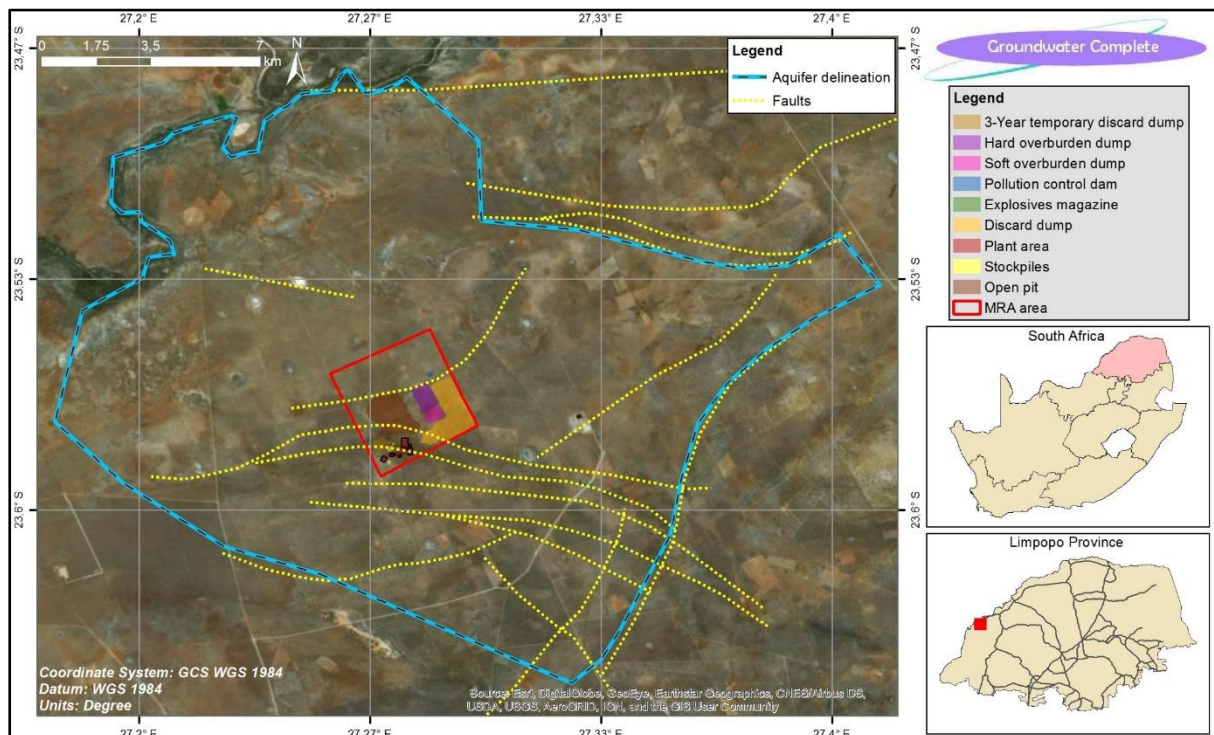 27,2° E
27,27° E
27,33° E
27,4° E
23,47° S
23,47° S
0 1,75 3,5 7
km
N
Legend
Aquifer delineation
Faults
Groundwater Complete
Legend
3-Year temporary discard dump
Hard overburden dump
Soft overburden dump
Pollution control dam
Explosives magazine
Discard dump
Plant area
Stockpiles
Open pit
MRA area
23,53° S
23,53° S
South Africa
23,6° S
23,6° S
Limpopo Province
Coordinate System: GCS WGS 1984
Datum: WGS 1984
Units: Degree
Source: Esri, DigitalGlobe, GeoEye, Earthstar Geographics, CNES/Airbus DS,
USDA, USGS, AeroGRID, IGN, and the GIS User Community
27,2° E
27,27° E
27,33° E
27,4° E